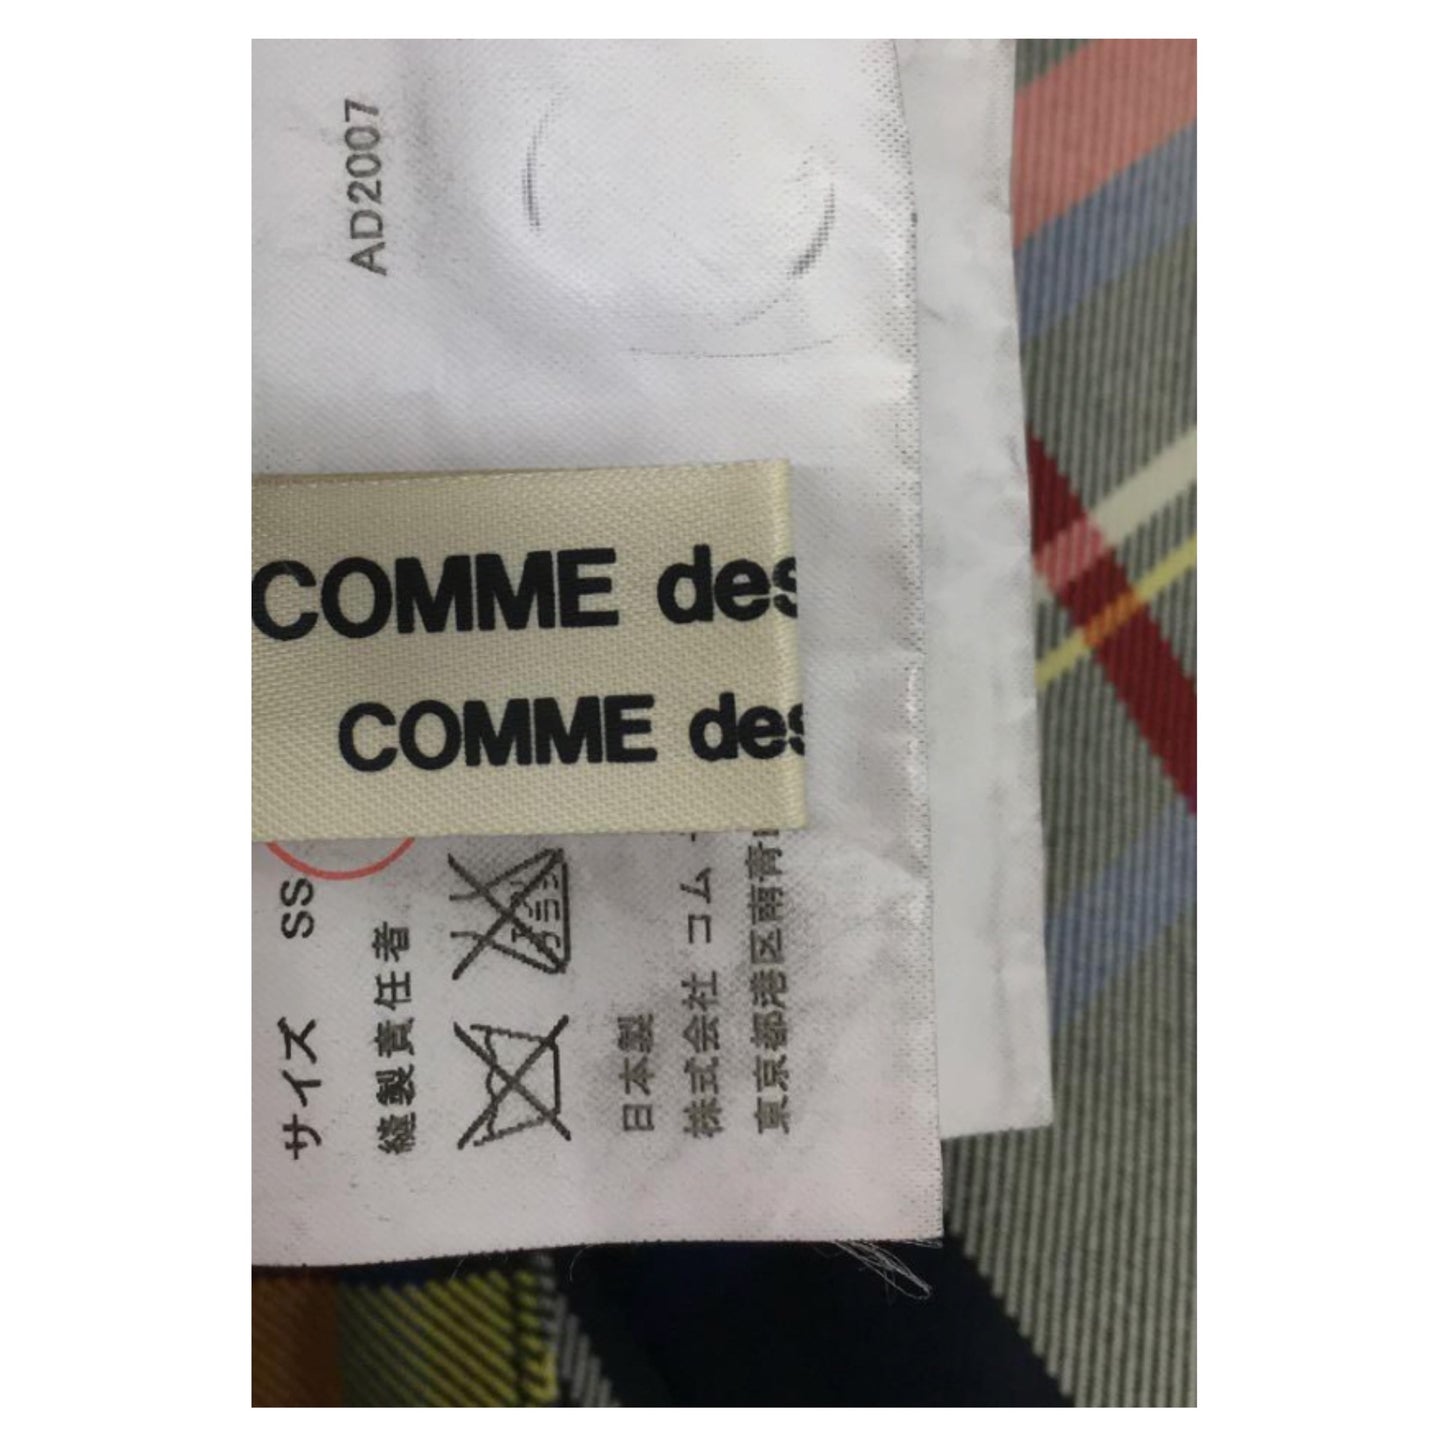 AD2007
COMME des
COMME des
サイズ SS
縫製責任者
日本製
株式会社 コム
東京都港区南青